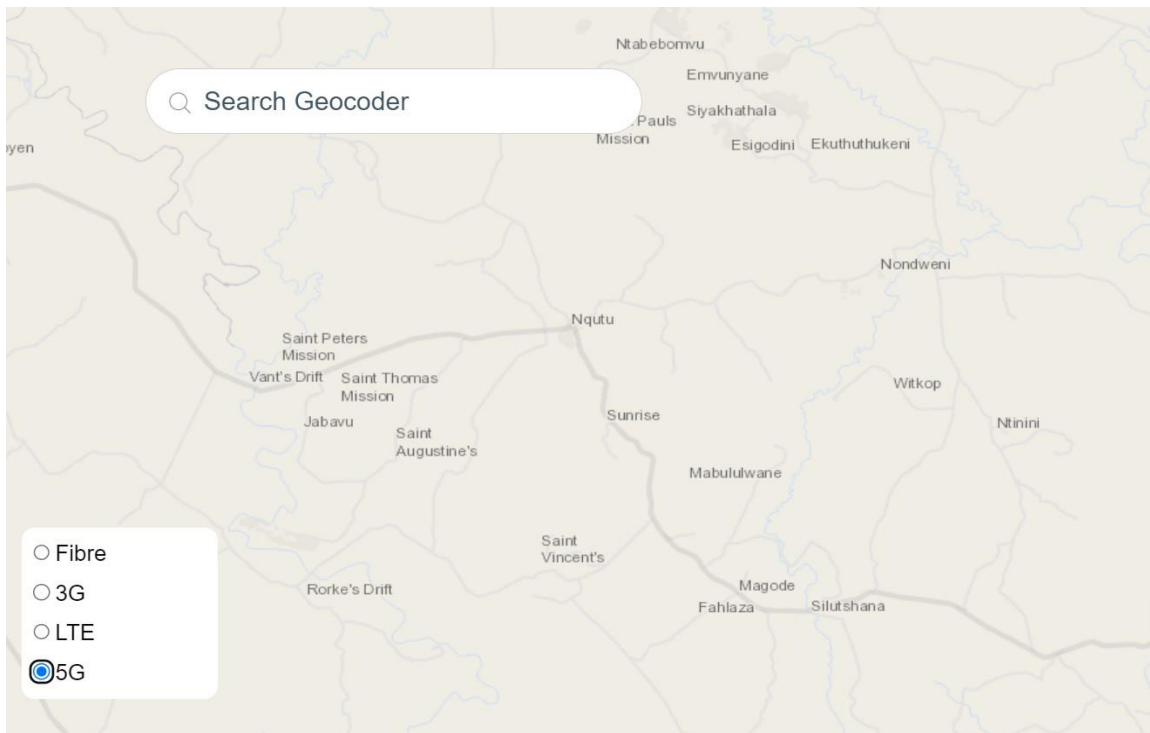 Ntabebomvu
Emvunyane
Search Geocoder
Siyakhathala
Pauls
Mission
Esigodini
Ekuthuthukeni
oyen
Nondweni
Nqutu
Saint Peters
Mission
Vant's Drift
Saint Thomas
Mission
Witkop
Jabavu
Sunrise
Ntinini
Saint
Augustine's
Mabululwane
Saint
Vincent's
Fibre
3G
LTE
5G
Rorke's Drift
Magode
Fahlaza
Silutshana